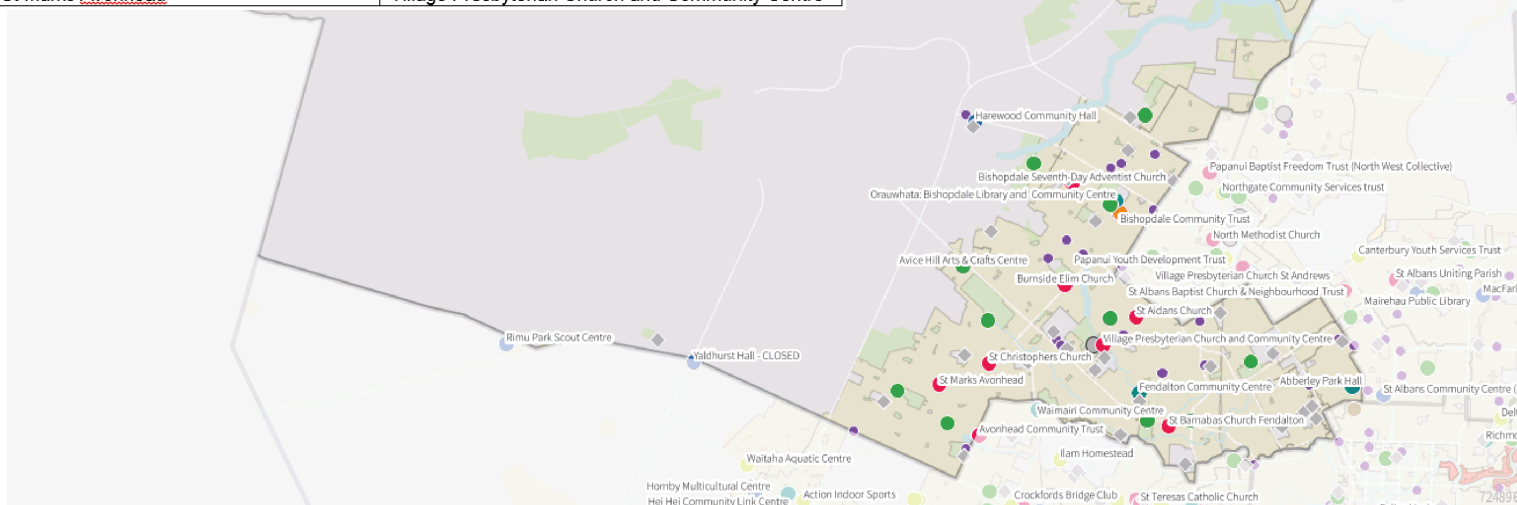 St Marks Avonhead
Village Presbyterian Church and Community Centre
Harewood Community Hall
Papanui Baptist Freedom Trust (North West Collective)
Bishopdale Seventh-Day Adventist Church
Northgate Community Services trust
Orauwhata: Bishopdale Library and Community Centre
Bishopdale Community Trust
North Methodist Church
Canterbury Youth Services Trust
Avice Hill Arts & Crafts Centre
Papanui Youth Development Trust
Village Presbyterian Church St Andrews
St Albans Uniting Parish
Burnside Elim Church
St Albans Baptist Church & Neighbourhood Trust
MacFarl
Mairehau Public Library
St Aidans Church
Rimu Park Scout Centre
Village Presbyterian Church and Community Centre
Yaldhurst Hall - CLOSED
St Christophers Church
St Marks Avonhead
Fendalton Community Centre
Abberley Park Hall
St Albans Community Centre (
Waimairi Community Centre
St Barnabas Church Fendalton
Avonhead Community Trust
Ilam Homestead
Waitaha Aquatic Centre
Hornby Multicultural Centre
Action Indoor Sports
Crockfords Bridge Club
St Teresas Catholic Church
Hei Hei Community Link Centre